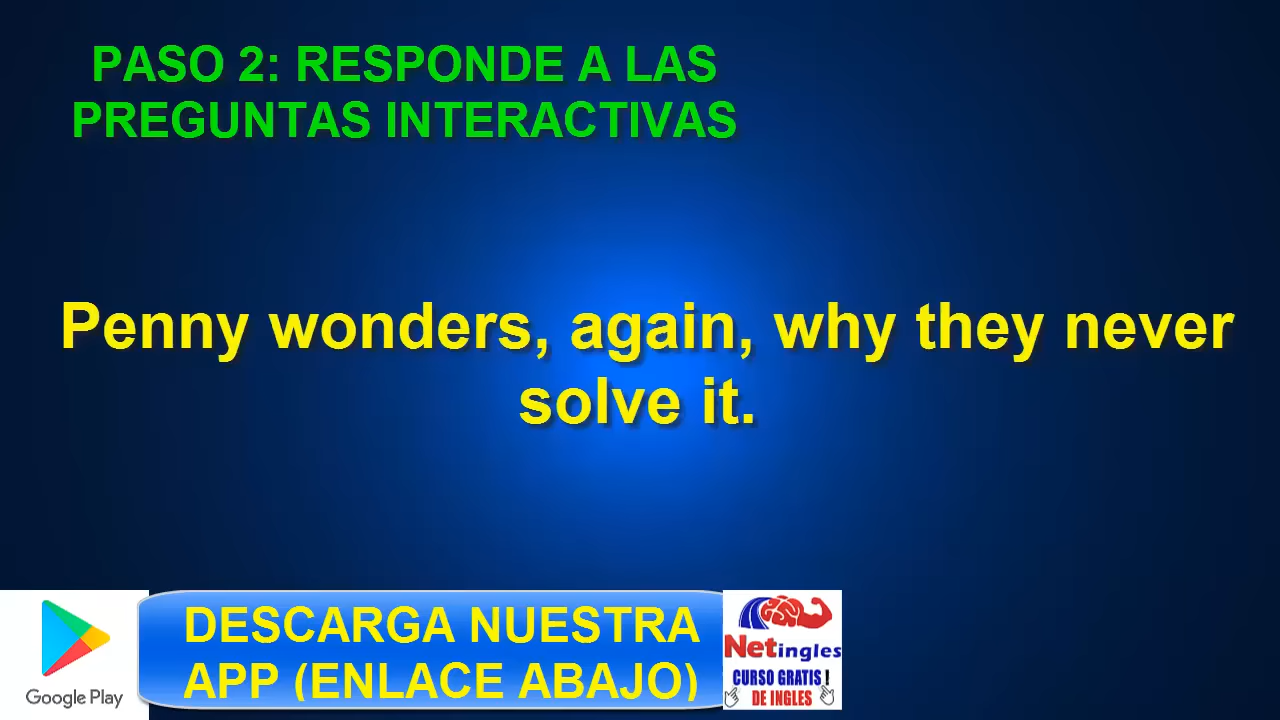 PASO 2: RESPONDE A LAS
PREGUNTAS INTERACTIVAS
Penny wonders, again, why they never
solve it.
Google Play
DESCARGA NUESTRA
APP (ENLACE ABAJO)
Netingles
CURSO GRATIS !
DE INGLES